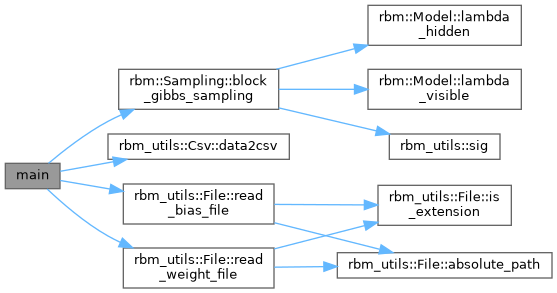 main
rbm::Sampling::block
_gibbs_sampling
rbm_utils::Csv::data2csv
rbm_utils::File::read
_bias_file
rbm_utils::File::read
_weight_file
rbm::Model::lambda
_hidden
rbm::Model::lambda
_visible
rbm_utils::sig
rbm_utils::File::is
_extension
rbm_utils::File::absolute_path